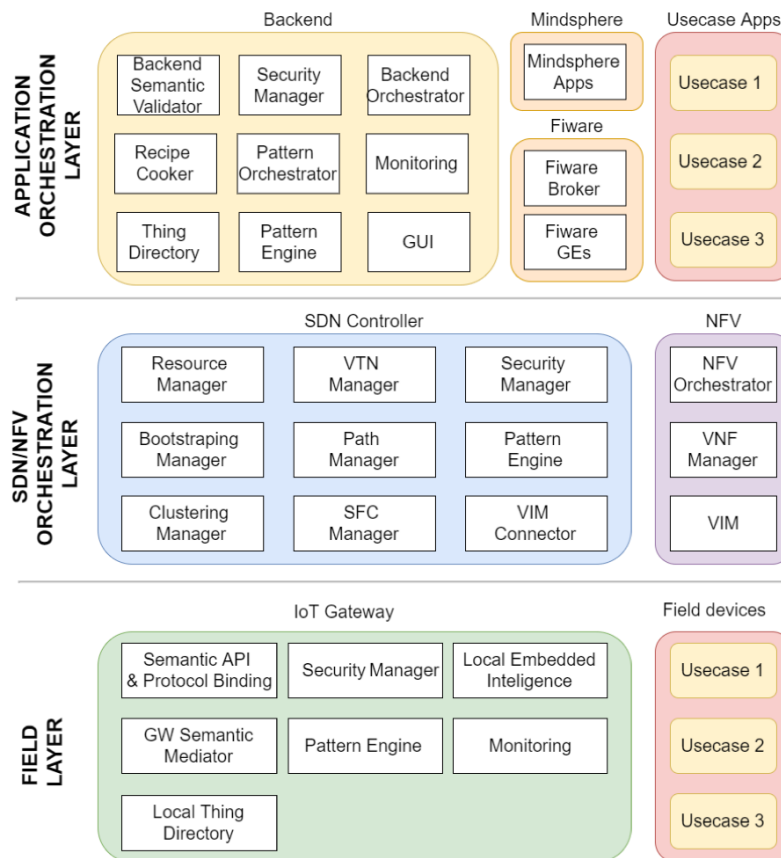 APPLICATION
ORCHESTRATION
LAYER
Backend
Backend
Semantic
Validator
Security
Manager
Backend
Orchestrator
Recipe
Cooker
Pattern
Orchestrator
Monitoring
Thing
Directory
Pattern
Engine
GUI
Mindsphere
Mindsphere
Apps
Fiware
Fiware
Broker
Fiware
GEs
Usecase Apps
Usecase 1
Usecase 2
Usecase 3
SDN/NFV
ORCHESTRATION
LAYER
SDN Controller
Resource
Manager
VTN
Manager
Security
Manager
Bootstraping
Manager
Path
Manager
Pattern
Engine
Clustering
Manager
SFC
Manager
VIM
Connector
NFV
NFV
Orchestrator
VNF
Manager
VIM
FIELD
LAYER
IoT Gateway
Semantic API
& Protocol Binding
Security Manager
Local Embedded
Inteligence
GW Semantic
Mediator
Pattern Engine
Monitoring
Local Thing
Directory
Field devices
Usecase 1
Usecase 2
Usecase 3